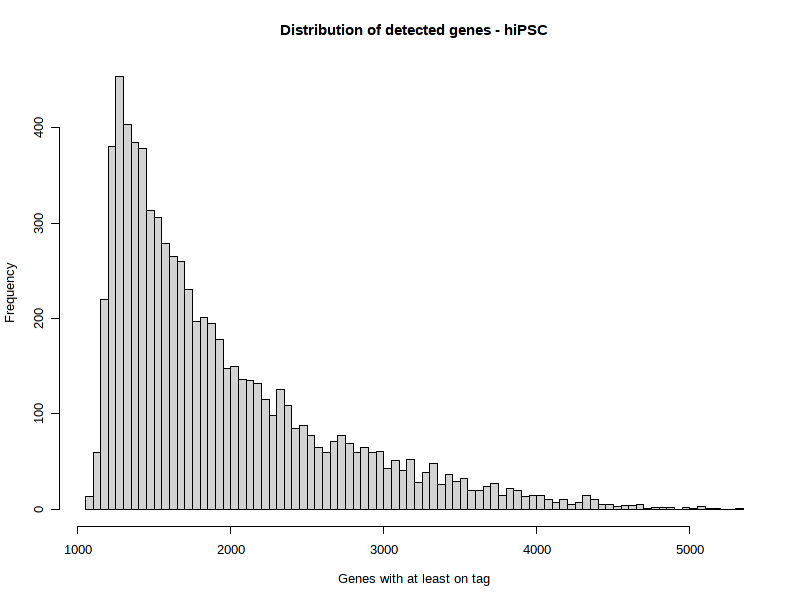 Distribution of detected genes - hiPSC
Frequency
400
300
200
100
0
1000 2000 3000 4000 5000
Genes with at least on tag